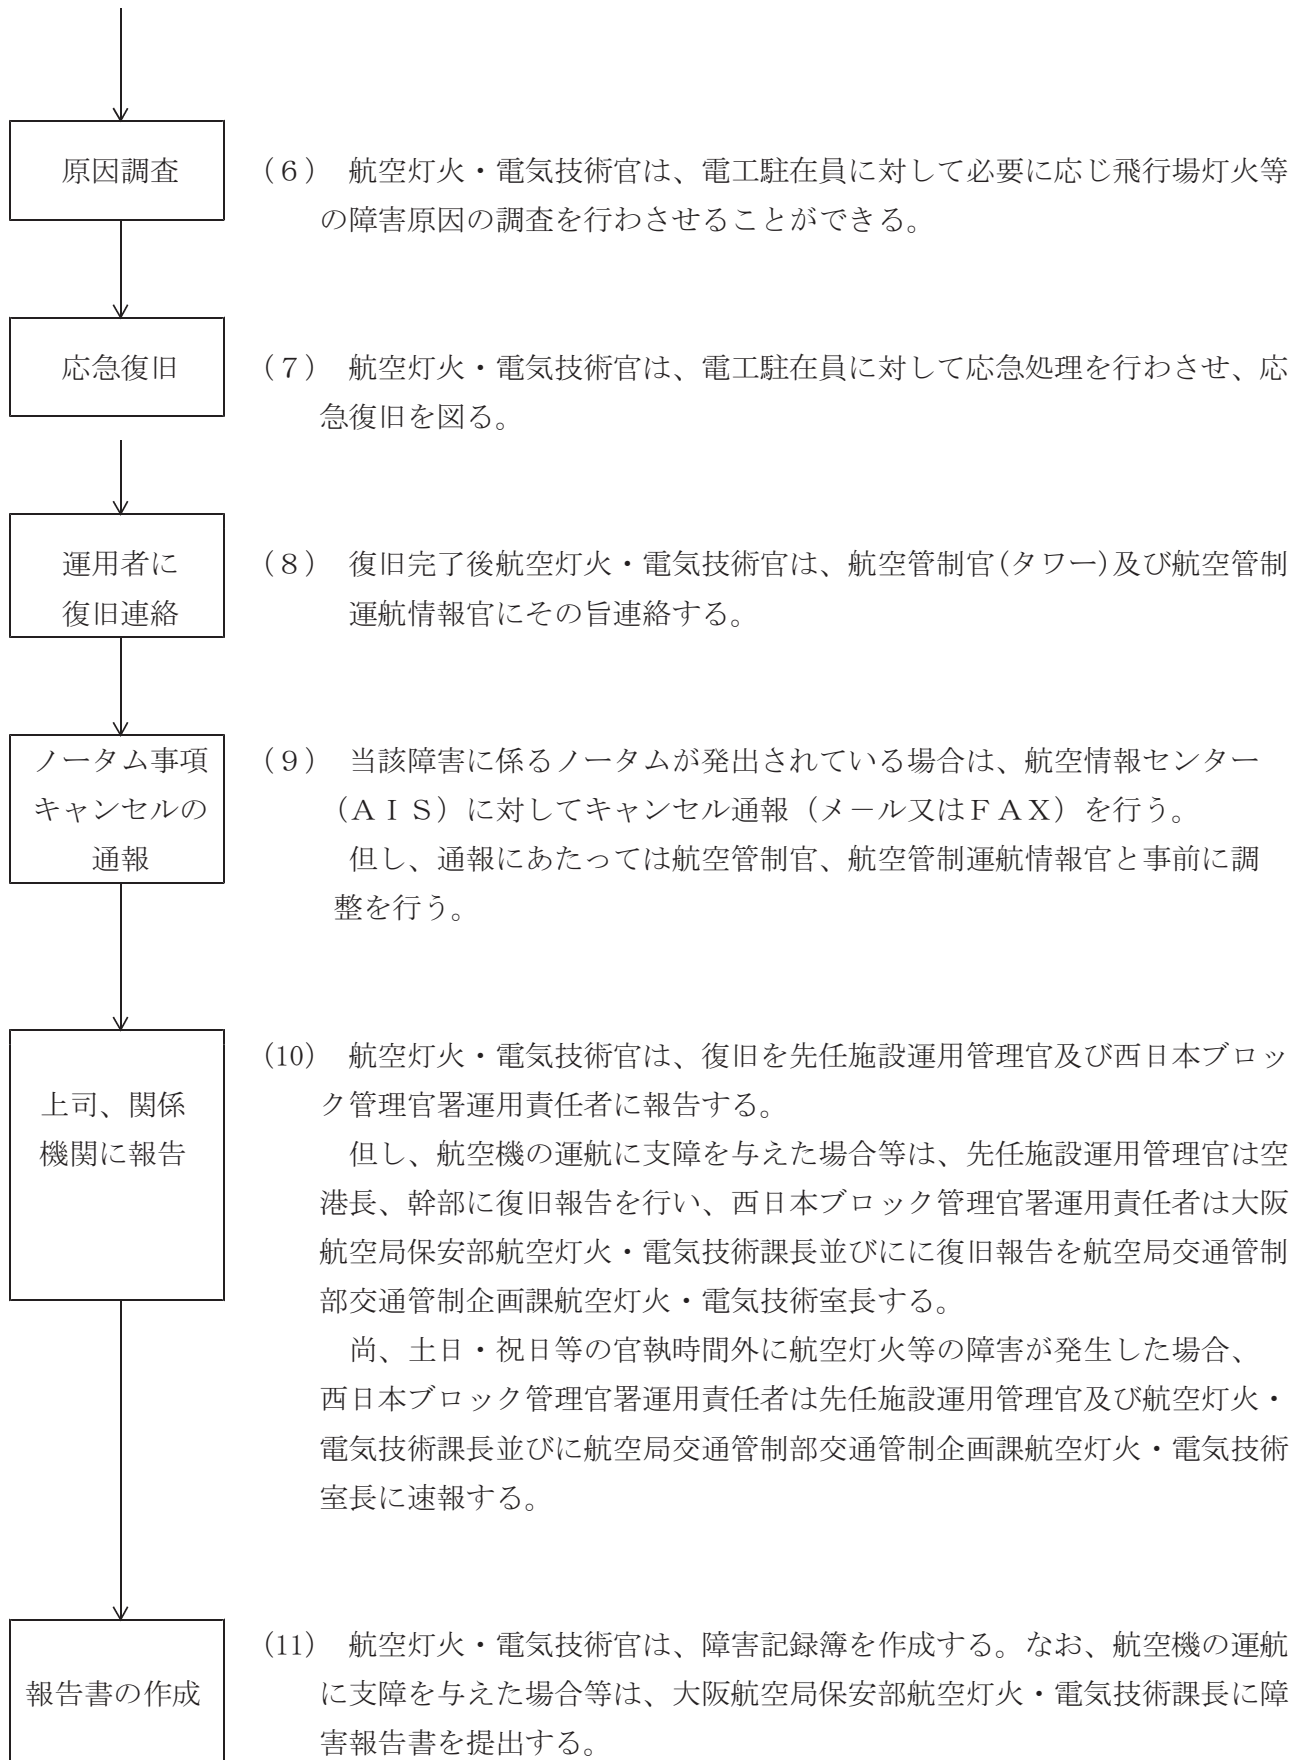 原因調査
（６） 航空灯火・電気技術官は、電工駐在員に対して必要に応じ飛行場灯火等
の障害原因の調査を行わさせることができる。
応急復旧
（７） 航空灯火・電気技術官は、電工駐在員に対して応急処理を行わさせ、応
急復旧を図る。
運用者に
復旧連絡
（８） 復旧完了後航空灯火・電気技術官は、航空管制官(タワー)及び航空管制
運航情報官にその旨連絡する。
ノータム事項
キャンセルの
通報
（９） 当該障害に係るノータムが発出されている場合は、航空情報センター
（ＡＩＳ）に対してキャンセル通報（メール又はＦＡＸ）を行う。
但し、通報にあたっては航空管制官、航空管制運航情報官と事前に調
整を行う。
上司、関係
機関に報告
(10) 航空灯火・電気技術官は、復旧を先任施設運用管理官及び西日本ブロッ
ク管理官署運用責任者に報告する。
但し、航空機の運航に支障を与えた場合等は、先任施設運用管理官は空
港長、幹部に復旧報告を行い、西日本ブロック管理官署運用責任者は大阪
航空局保安部航空灯火・電気技術課長並びにに復旧報告を航空局交通管制
部交通管制企画課航空灯火・電気技術室長する。
尚、土日・祝日等の官執時間外に航空灯火等の障害が発生した場合、
西日本ブロック管理官署運用責任者は先任施設運用管理官及び航空灯火・
電気技術課長並びに航空局交通管制部交通管制企画課航空灯火・電気技術
室長に速報する。
報告書の作成
(11) 航空灯火・電気技術官は、障害記録簿を作成する。なお、航空機の運航
に支障を与えた場合等は、大阪航空局保安部航空灯火・電気技術課長に障
害報告書を提出する。